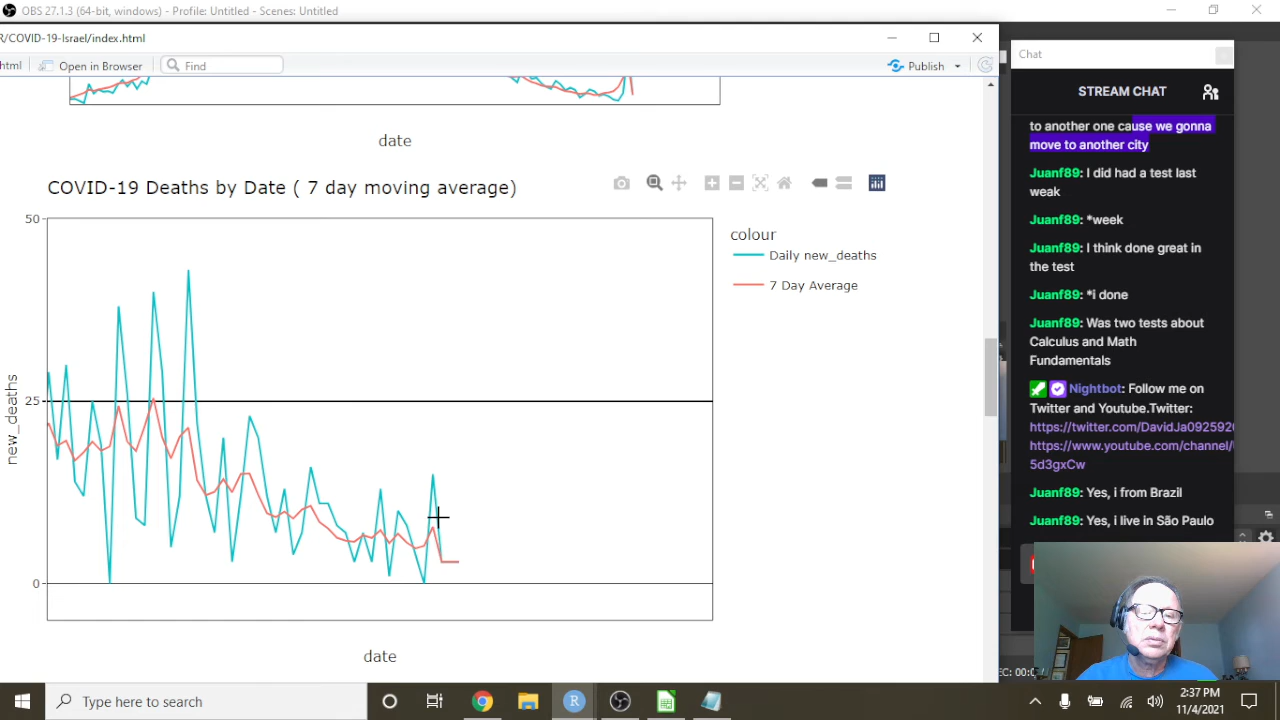 OBS 27.1.3 (64-bit, windows) - Profile: Untitled - Scenes: Untitled
R/COVID-19-Israel/index.html
html
Open in Browser
Find
Publish
date
COVID-19 Deaths by Date ( 7 day moving average)
50
25
0
new_deaths
colour
Daily new_deaths
7 Day Average
date
Chat
STREAM CHAT
to another one cause we gonna
move to another city
Juanf89: I did had a test last
weak
Juanf89: *week
Juanf89: I think done great in
the test
Juanf89: *i done
Juanf89: Was two tests about
Calculus and Math
Fundamentals
Nightbot: Follow me on
Twitter and Youtube.Twitter:
https://twitter.com/DavidJa092592
https://www.youtube.com/channel/
5d3gxCw
Juanf89: Yes, i from Brazil
Juanf89: Yes, i live in São Paulo
EC: 00:0
Type here to search
2:37 PM
11/4/2021